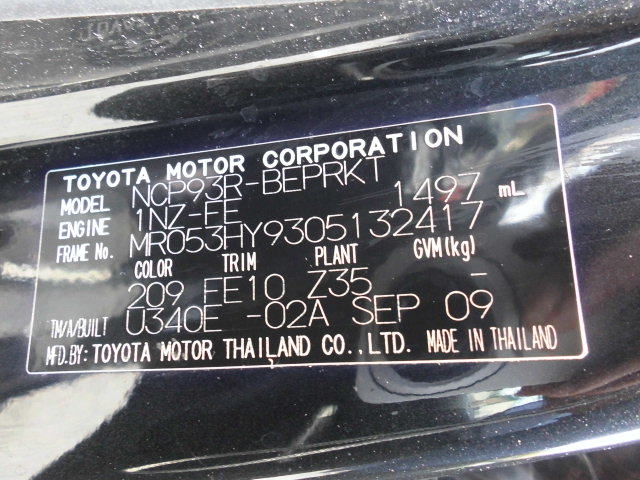 TOYOTA MOTOR CORPORATION
MODEL NCP93R-BEPRKT
ENGINE 1NZ-FE 1497 mL
FRAME No. MR053HY9305132417
COLOR TRIM PLANT GVM(kg)
209 FE10 Z35 -
TM/A/BUILT U340E -02A SEP 09
MFD.BY: TOYOTA MOTOR THAILAND CO.,LTD. MADE IN THAILAND